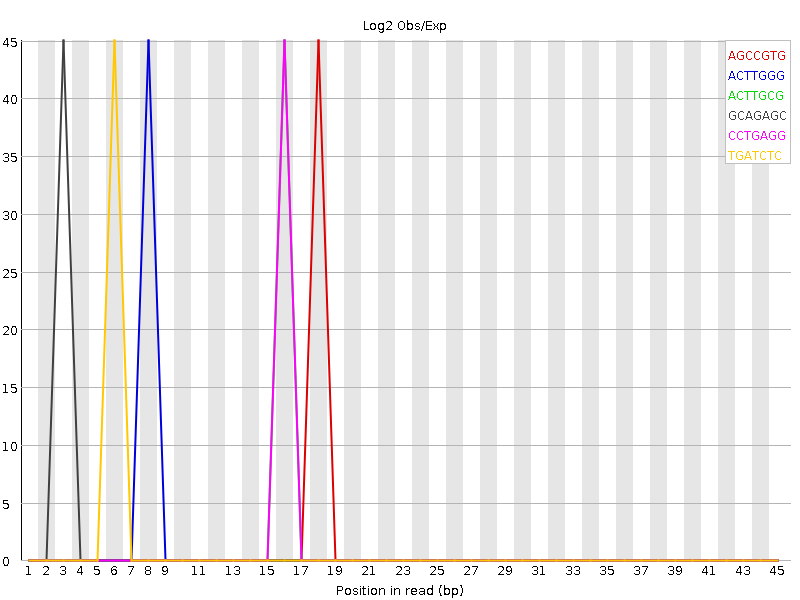 Log2 Obs/Exp
45
40
35
30
25
20
15
10
5
0
AGCCGTG
ACTTGGG
ACTTGCG
GCAGAGC
CCTGAGG
TGATCTC
1 2 3 4 5 6 7 8 9 11 13 15 17 19 21 23 25 27 29 31 33 35 37 39 41 43 45
Position in read (bp)